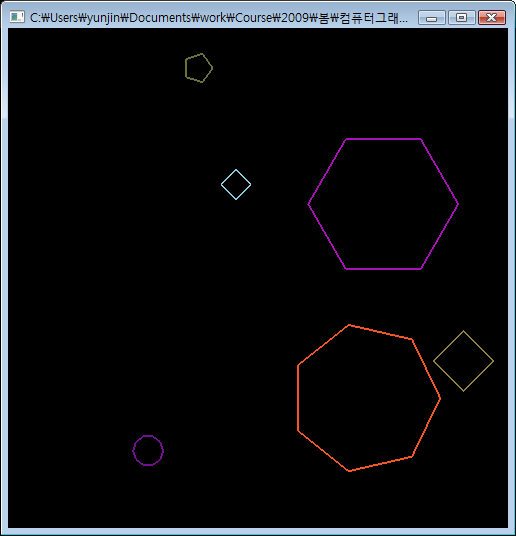 C:₩Users₩yunjin₩Documents₩work₩Course₩2009₩봄₩컴퓨터그래...